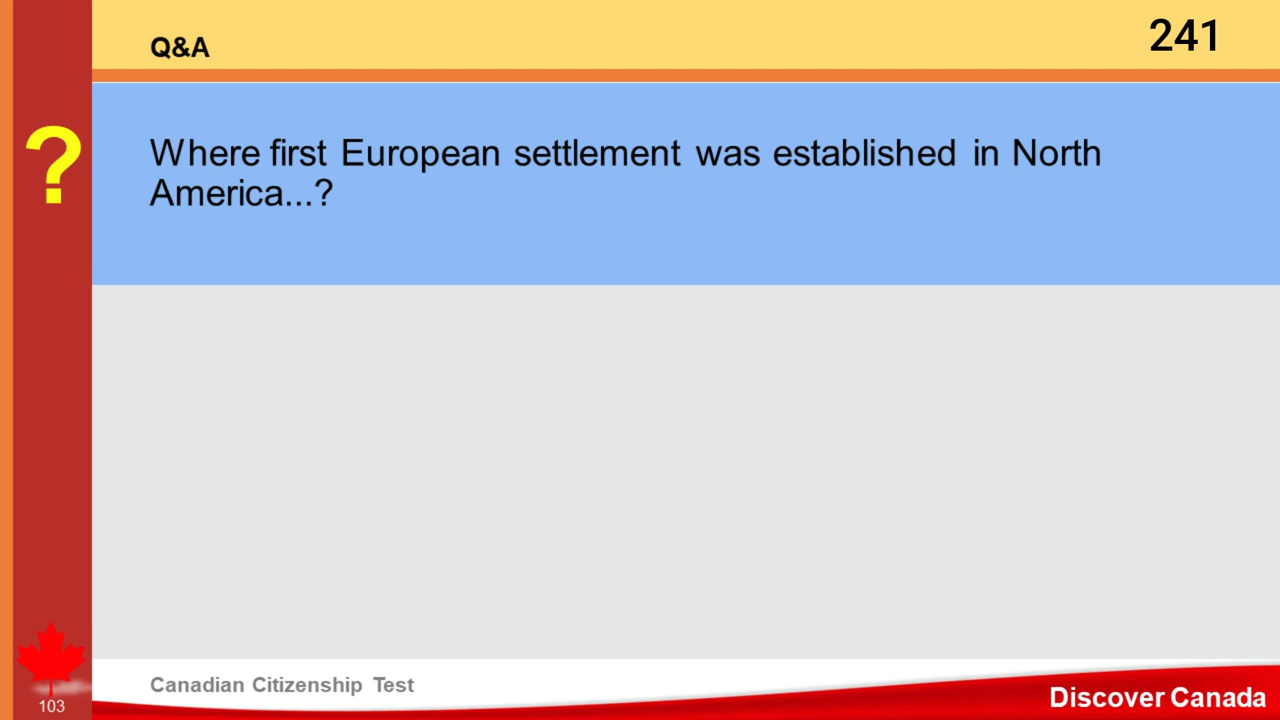 Q&A
241
?
Where first European settlement was established in North
America...?
Canadian Citizenship Test
103
Discover Canada